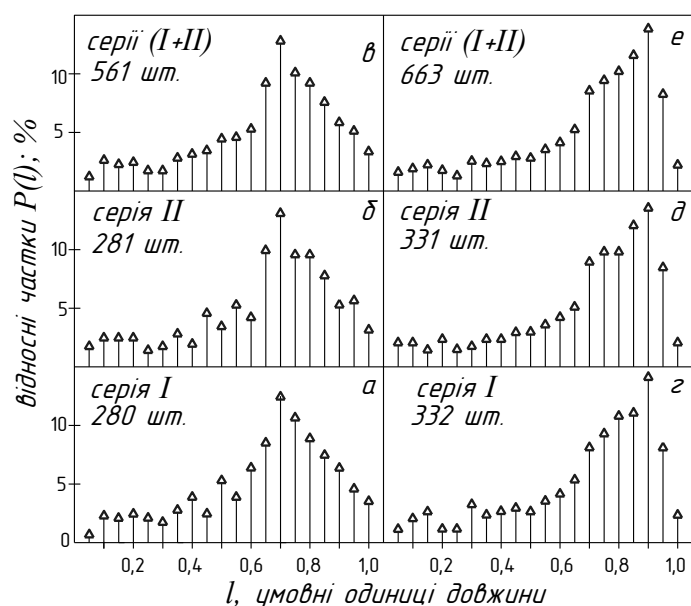 серії (I+II)
561 шт.
в
серії (I+II)
663 шт.
е
10
5
серія II
281 шт.
б
серія II
331 шт.
д
10
5
серія I
280 шт.
а
серія I
332 шт.
г
10
5
0
0,2 0,4 0,6 0,8 1,0 0,2 0,4 0,6 0,8 1,0
l, умовні одиниці довжини
відносні частки P(l); %